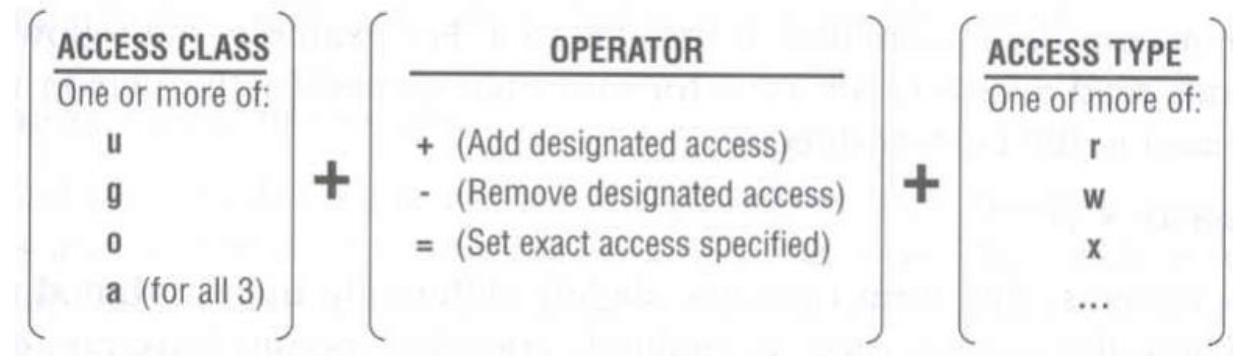 ACCESS CLASS
One or more of:
u
g
o
a (for all 3)
+
OPERATOR
+ (Add designated access)
- (Remove designated access)
= (Set exact access specified)
+
ACCESS TYPE
One or more of:
r
w
x
...